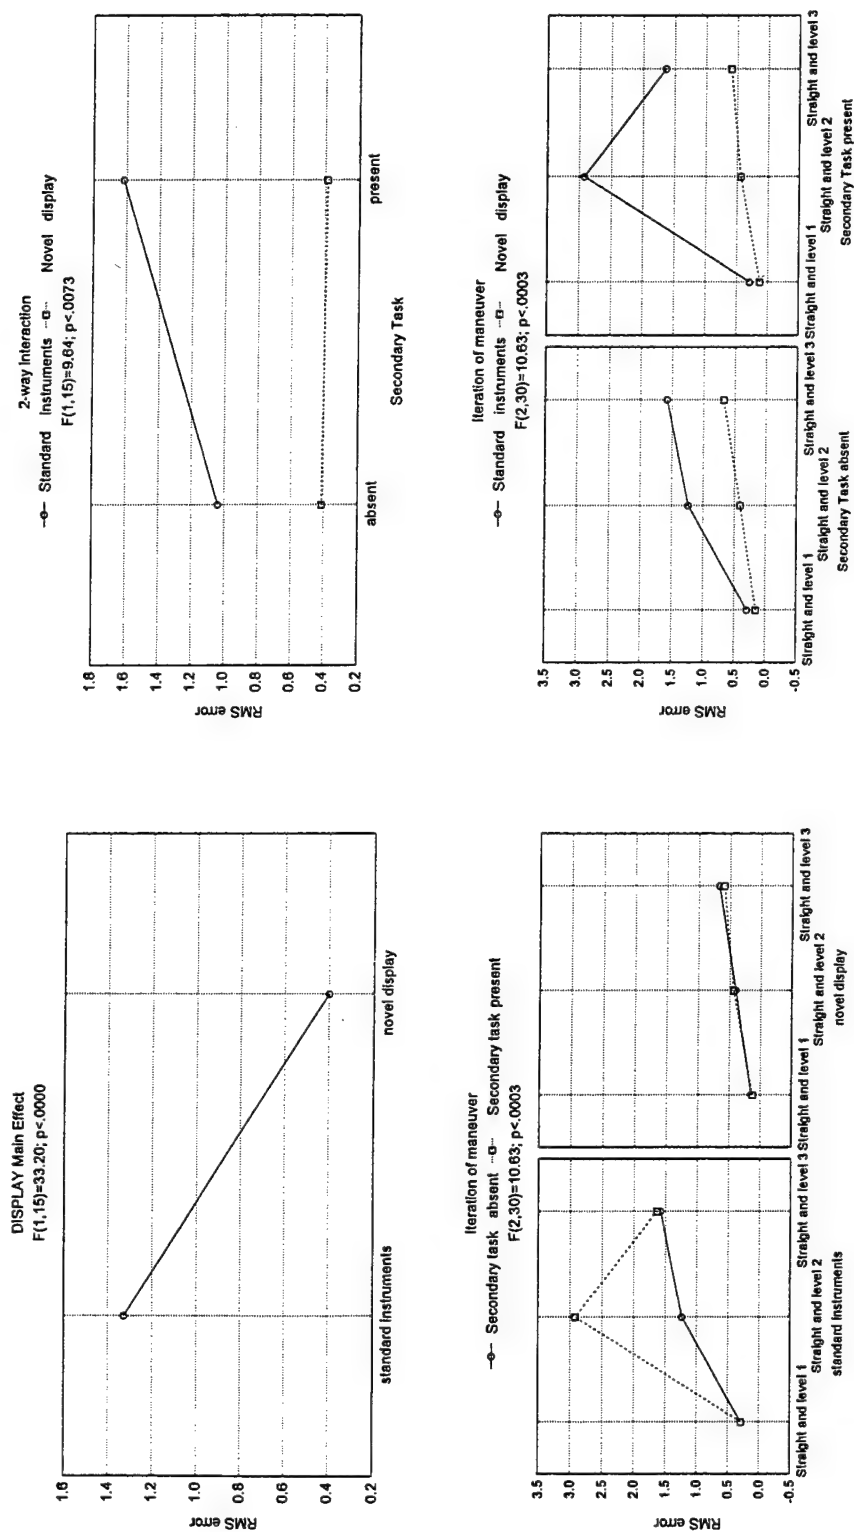 DISPLAY Main Effect
F(1,15)=33.20; p<.0000
RMS error
1.6
1.4
1.2
1.0
0.8
0.6
0.4
0.2
standard Instruments
novel display
2-way Interaction
Standard Instruments
Novel display
F(1,15)=9.64; p<.0073
RMS error
1.8
1.6
1.4
1.2
1.0
0.8
0.6
0.4
0.2
absent
present
Secondary Task
Iteration of maneuver
Secondary task absent
Secondary task present
F(2,30)=10.63; p<.0003
RMS error
3.5
3.0
2.5
2.0
1.5
1.0
0.5
0.0
-0.5
Straight and level 1
Straight and level 2
Straight and level 3
standard Instruments
Straight and level 1
Straight and level 2
Straight and level 3
novel display
Iteration of maneuver
Standard instruments
Novel display
F(2,30)=10.63; p<.0003
RMS error
3.5
3.0
2.5
2.0
1.5
1.0
0.5
0.0
-0.5
Straight and level 1
Straight and level 2
Straight and level 3
Secondary Task absent
Straight and level 1
Straight and level 2
Straight and level 3
Secondary Task present